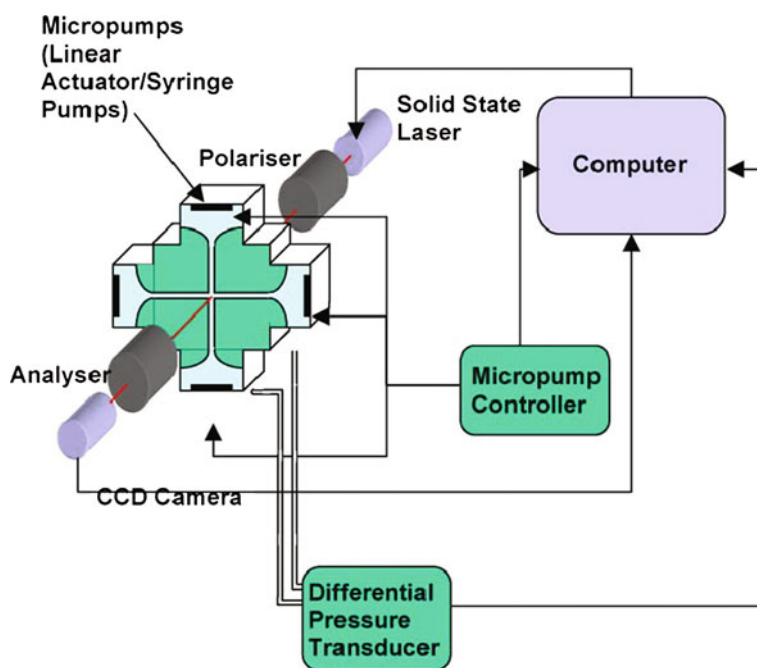 Micropumps
(Linear
Actuator/Syringe
Pumps)
Solid State
Laser
Polariser
Computer
Analyser
Micropump
Controller
CCD Camera
Differential
Pressure
Transducer